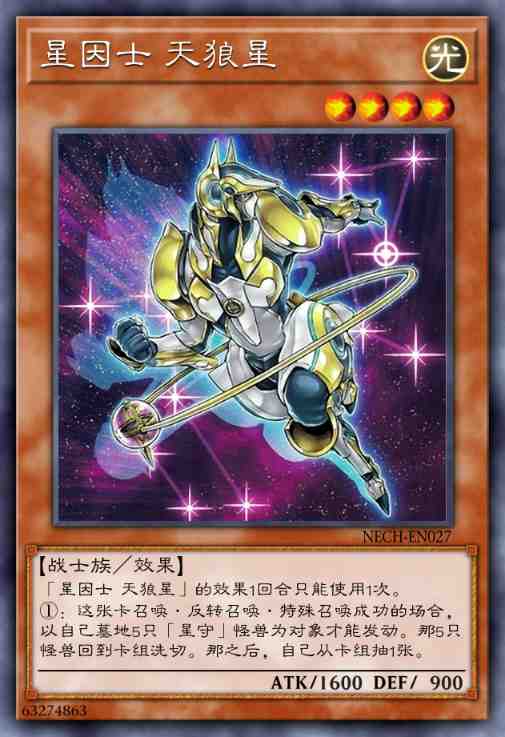 星因士 天狼星
光
NECH-EN027
【战士族／效果】
「星因士 天狼星」的效果1回合只能使用1次。
①：这张卡召唤·反转召唤·特殊召唤成功的场合，
以自己墓地5只「星守」怪兽为对象才能发动。那5只
怪兽回到卡组洗切。那之后，自己从卡组抽1张。
ATK/1600 DEF/ 900
63274863